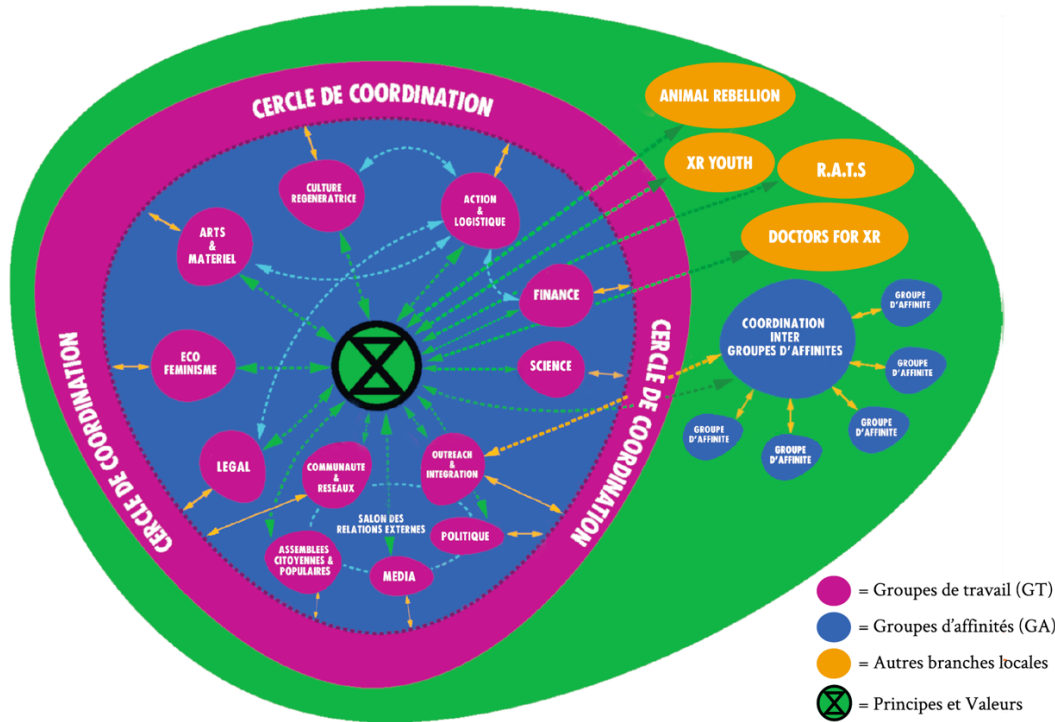 CERCLE DE COORDINATION
CULTURE
REGENERATRICE
ACTION
&
LOGISTIQUE
ARTS
&
MATERIEL
FINANCE
ECO
FEMINISME
SCIENCE
LEGAL
COMMUNAUTE
& RESEAUX
OUTREACH &
INTEGRATION
SALON DES
RELATIONS EXTERNES
POLITIQUE
ASSEMBLEES
CITOYENNES &
POPULAIRES
MEDIA
CERCLE DE COORDINATION
CERCLE DE COORDINATION
ANIMAL REBELLION
XR YOUTH
R.A.T.S
DOCTORS FOR XR
COORDINATION
INTER
GROUPES D'AFFINITES
GROUPE
D'AFFINITE
GROUPE
D'AFFINITE
GROUPE
D'AFFINITE
GROUPE
D'AFFINITE
GROUPE
D'AFFINITE
= Groupes de travail (GT)
= Groupes d'affinités (GA)
= Autres branches locales
= Principes et Valeurs